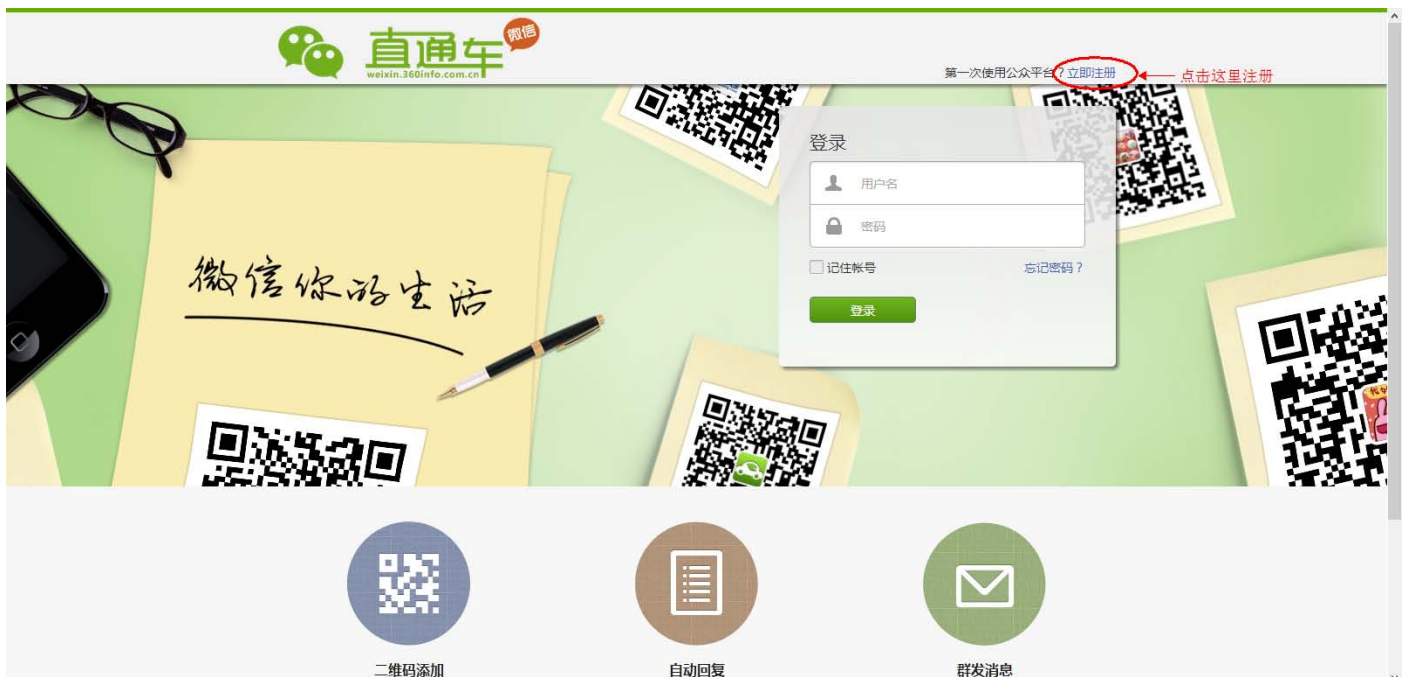 直通车
微信
weixin.360info.com.cn
第一次使用公众平台？立即注册
点击这里注册
登录
用户名
密码
记住帐号
忘记密码？
登录
微信你的生活
二维码添加
自动回复
群发消息